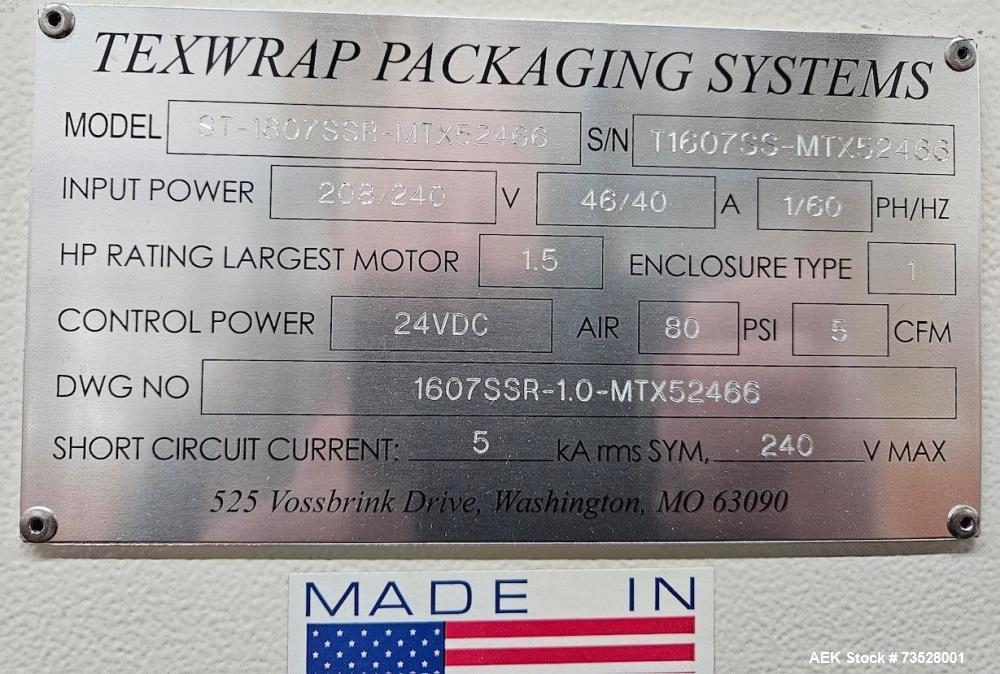 TEXWRAP PACKAGING SYSTEMS
MODEL ST-1607SSR-MTX52466 S/N T1607SS-MTX52466
INPUT POWER 208/240 V 46/40 A 1/60 PH/HZ
HP RATING LARGEST MOTOR 1.5 ENCLOSURE TYPE 1
CONTROL POWER 24VDC AIR 80 PSI 5 CFM
DWG NO 1607SSR-1.0-MTX52466
SHORT CIRCUIT CURRENT: 5 kA rms SYM, 240 V MAX
525 Vossbrink Drive, Washington, MO 63090
MADE IN
AEK Stock # 73528001